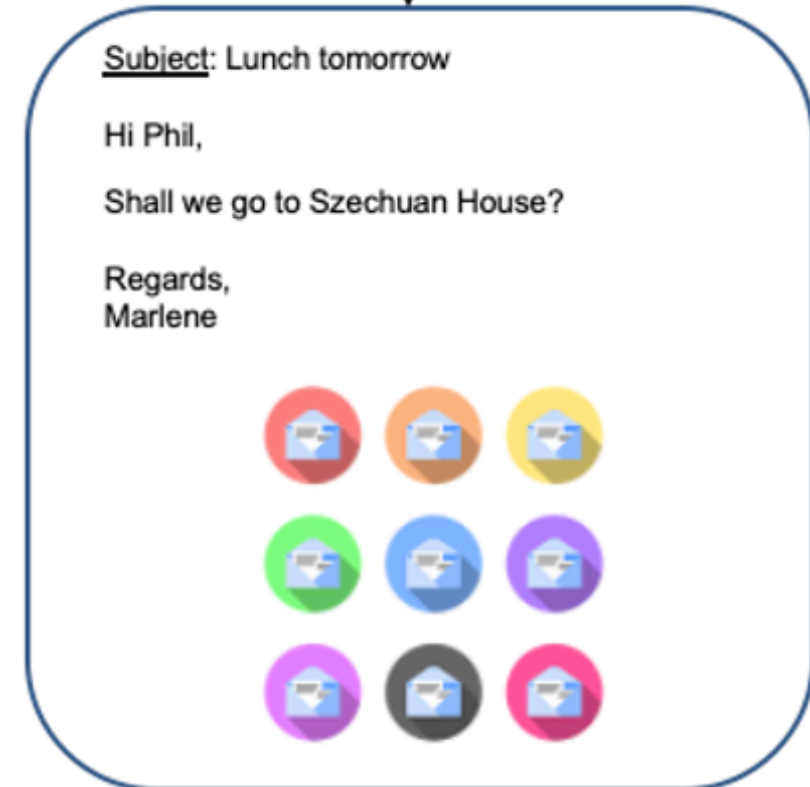 Subject: Lunch tomorrow
Hi Phil,
Shall we go to Szechuan House?
Regards,
Marlene